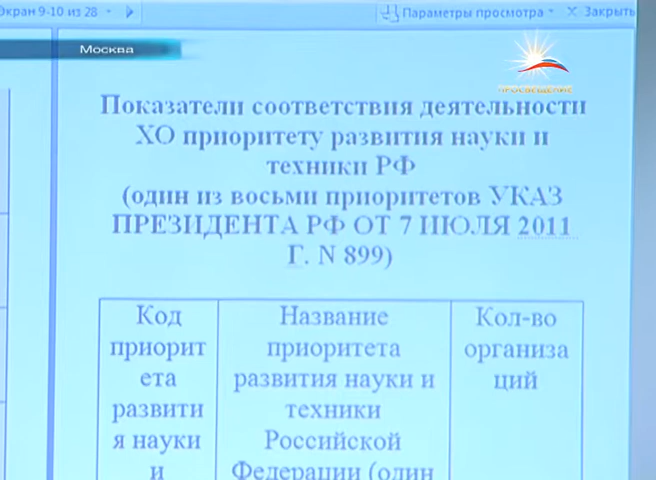 Экран 9-10 из 28
Параметры просмотра
Закрыть
Москва
ПРОСВЕЩЕНИЕ
Показатели соответствия деятельности
ХО приоритету развития науки и
техники РФ
(один из восьми приоритетов УКАЗ
ПРЕЗИДЕНТА РФ ОТ 7 ИЮЛЯ 2011
Г. N 899)
Код
приорит
ета
развити
я науки
и
Название
приоритета
развития науки и
техники
Российской
Федерации (один
Кол-во
организа
ций